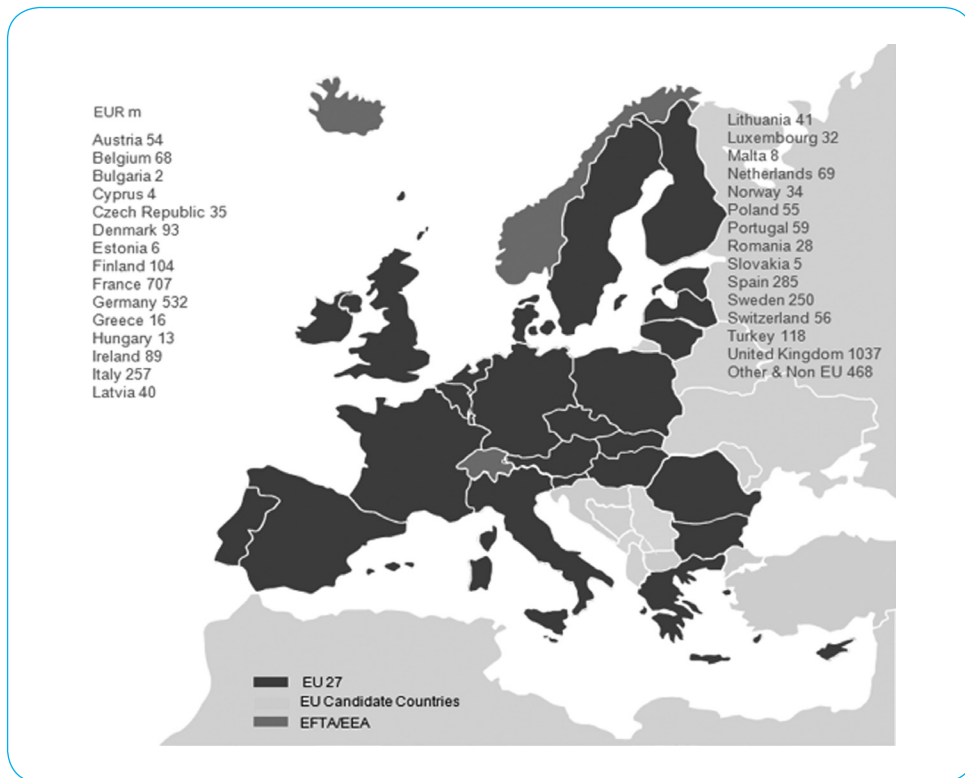 EUR m
Austria 54
Belgium 68
Bulgaria 2
Cyprus 4
Czech Republic 35
Denmark 93
Estonia 6
Finland 104
France 707
Germany 532
Greece 16
Hungary 13
Ireland 89
Italy 257
Latvia 40
Lithuania 41
Luxembourg 32
Malta 8
Netherlands 69
Norway 34
Poland 55
Portugal 59
Romania 28
Slovakia 5
Spain 285
Sweden 250
Switzerland 56
Turkey 118
United Kingdom 1037
Other & Non EU 468
EU 27
EU Candidate Countries
EFTA/EEA